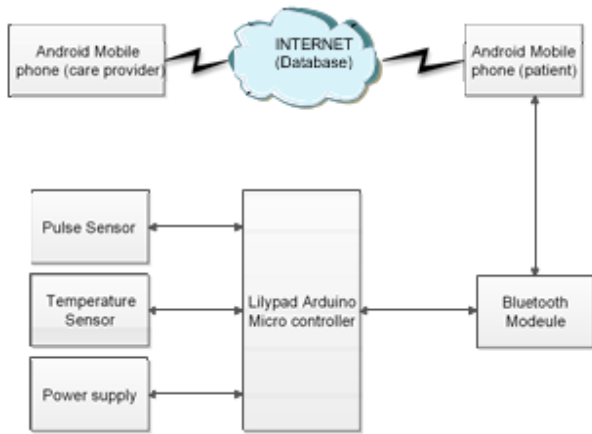 Android Mobile
phone (care provider)
INTERNET
(Database)
Android Mobile
phone (patient)
Pulse Sensor
Temperature
Sensor
Power supply
Lilypad Arduino
Micro controller
Bluetooth
Modeule